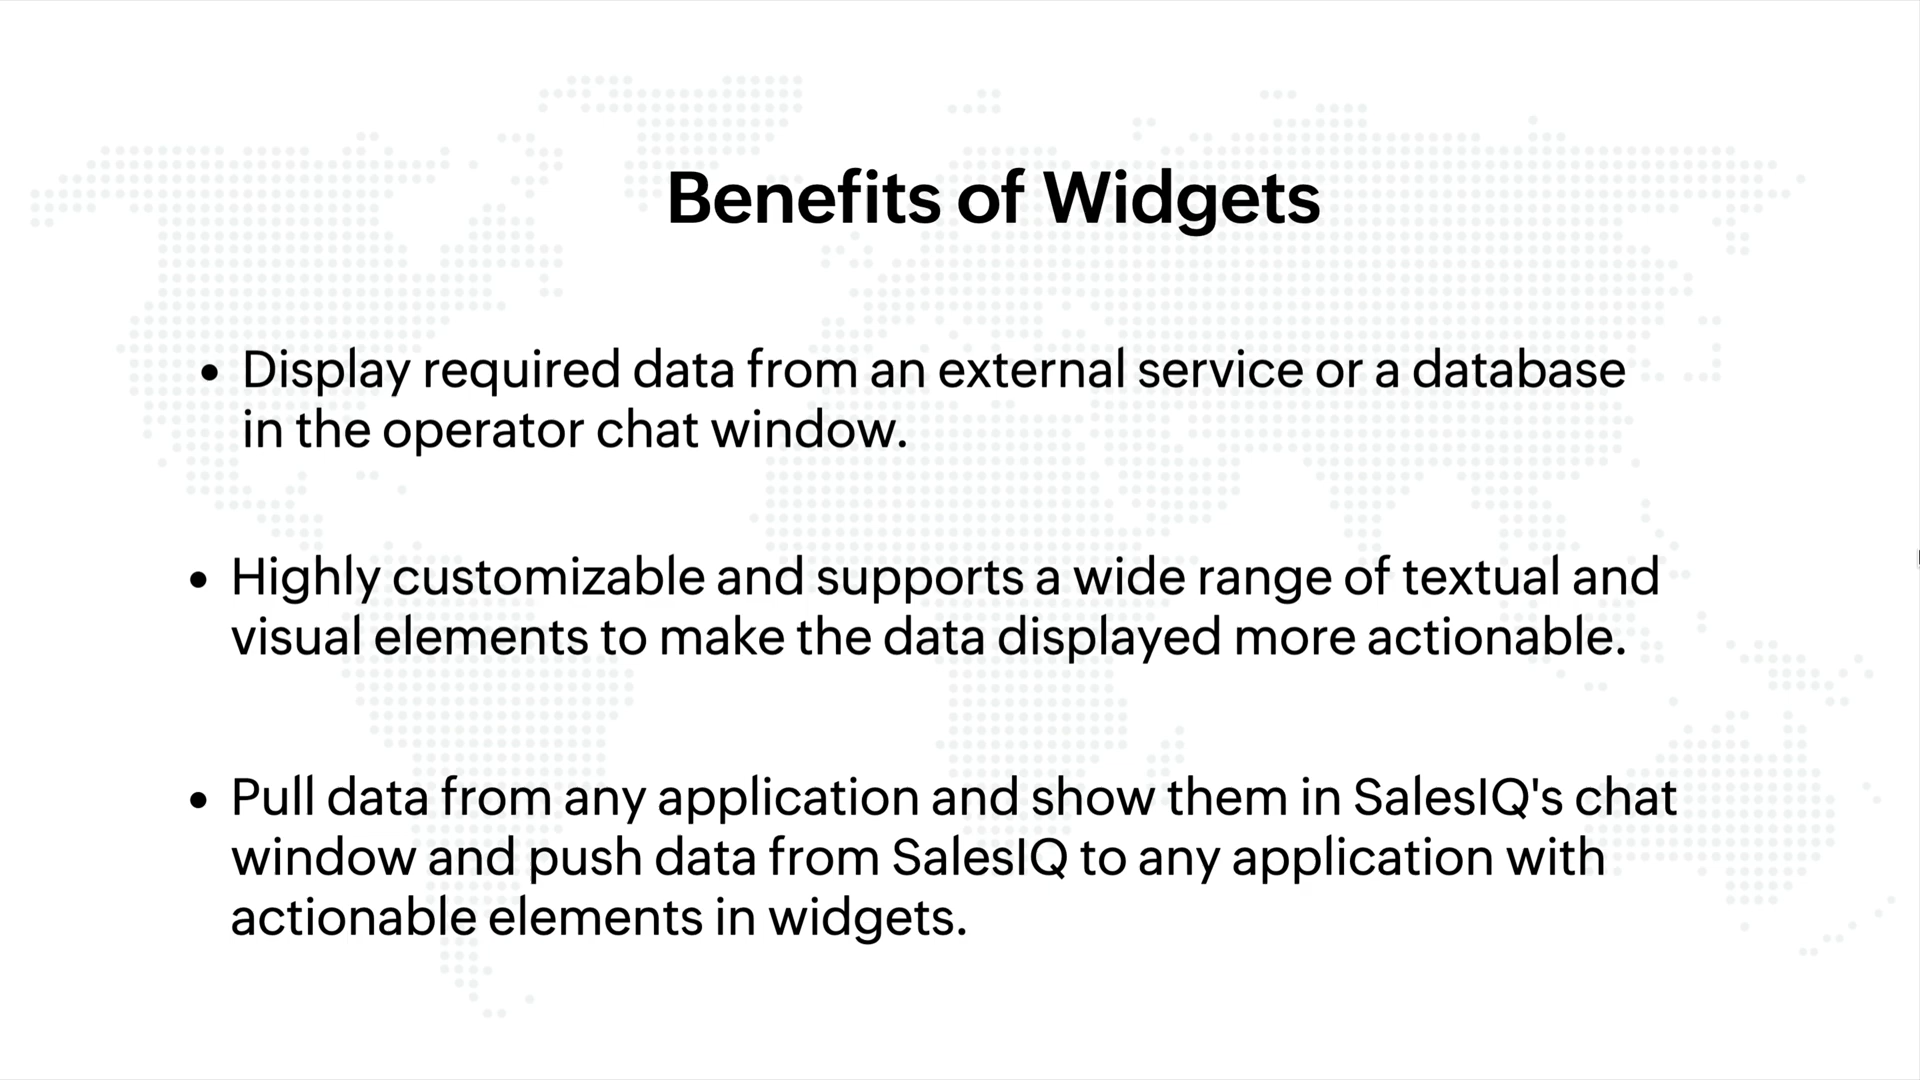 Benefits of Widgets
• Display required data from an external service or a database
in the operator chat window.
• Highly customizable and supports a wide range of textual and
visual elements to make the data displayed more actionable.
• Pull data from any application and show them in SalesIQ's chat
window and push data from SalesIQ to any application with
actionable elements in widgets.